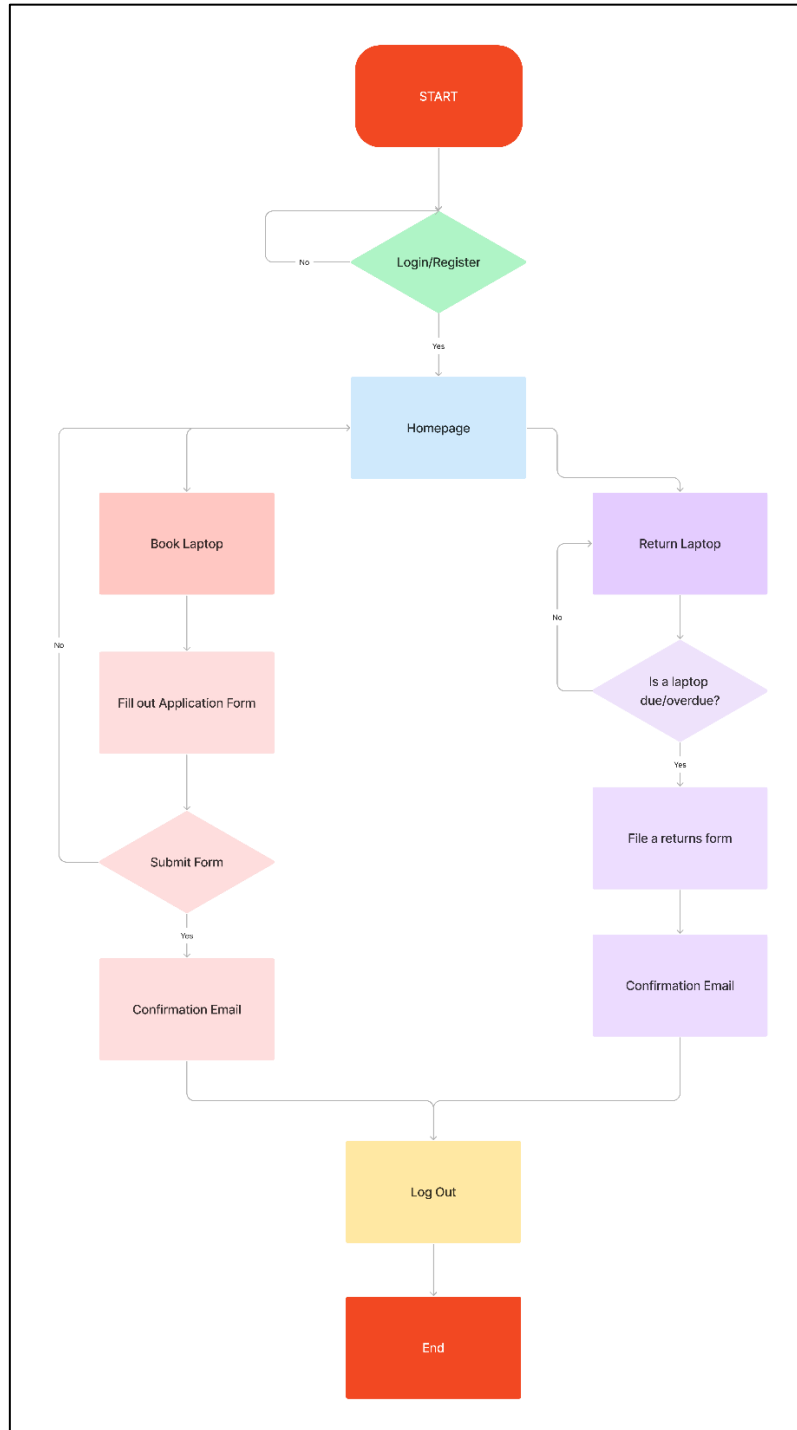 START
Login/Register
No
Yes
Homepage
Book Laptop
Return Laptop
No
No
Fill out Application Form
Is a laptop
due/overdue?
Yes
File a returns form
Submit Form
Yes
Confirmation Email
Confirmation Email
Log Out
End